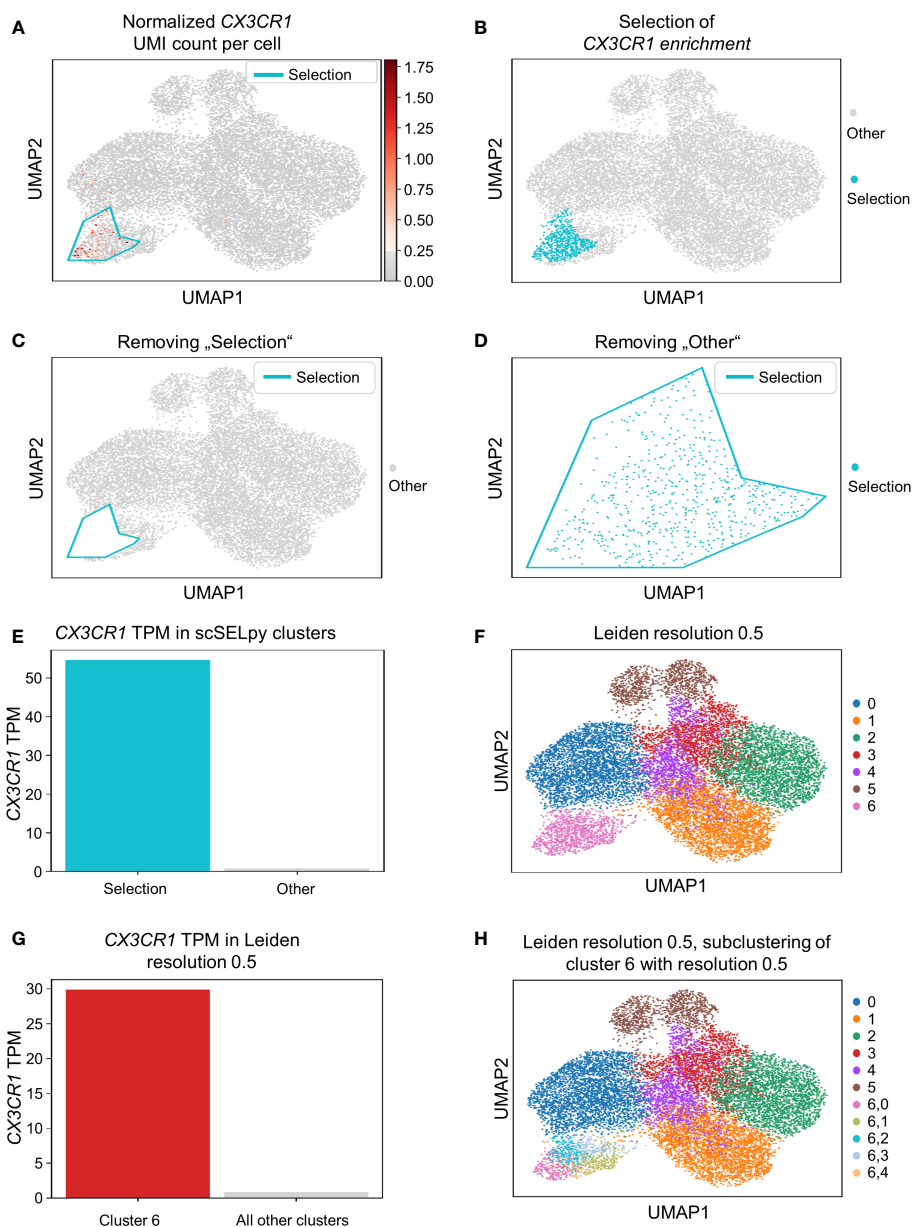 A
Normalized CX3CR1
UMI count per cell
Selection
1.75
1.50
1.25
1.00
0.75
0.50
0.25
0.00
UMAP2
UMAP1
B
Selection of
CX3CR1 enrichment
Other
Selection
UMAP2
UMAP1
C
Removing „Selection“
Selection
Other
UMAP2
UMAP1
D
Removing „Other“
Selection
Selection
UMAP2
UMAP1
E
CX3CR1 TPM in scSELpy clusters
CX3CR1 TPM
50
40
30
20
10
0
Selection
Other
F
Leiden resolution 0.5
UMAP2
UMAP1
0
1
2
3
4
5
6
G
CX3CR1 TPM in Leiden
resolution 0.5
CX3CR1 TPM
30
25
20
15
10
5
0
Cluster 6
All other clusters
H
Leiden resolution 0.5, subclustering of
cluster 6 with resolution 0.5
UMAP2
UMAP1
0
1
2
3
4
5
6,0
6,1
6,2
6,3
6,4